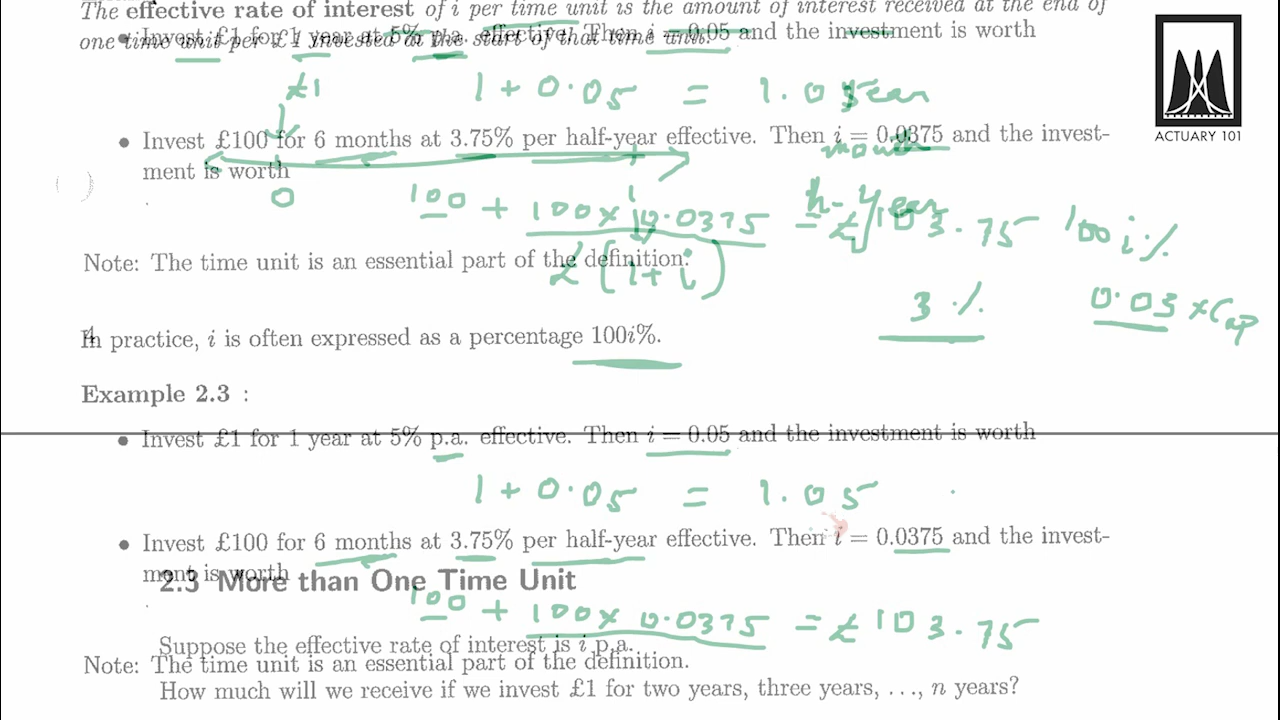 The effective rate of interest of i per time unit is the amount of interest received at the end of
one time unit per £1 invested at the start of that time unit.
• Invest £1 for 1 year at 5% p.a. effective. Then i = 0.05 and the investment is worth
£1 1 + 0.05 = 1.05 year
ACTUARY 101
• Invest £100 for 6 months at 3.75% per half-year effective. Then i = 0.0375 and the invest-
month
ment is worth
0 1 h-year
100 + 100 x 0.0375 = £103.75 100i%
Note: The time unit is an essential part of the definition.
£(1+i)
3% 0.03 x Cap
4
In practice, i is often expressed as a percentage 100i%.
Example 2.3 :
• Invest £1 for 1 year at 5% p.a. effective. Then i = 0.05 and the investment is worth
1 + 0.05 = 1.05
• Invest £100 for 6 months at 3.75% per half-year effective. Then i = 0.0375 and the invest-
ment is worth
2.3 More than One Time Unit
100 + 100 x 0.0375 = £103.75
Suppose the effective rate of interest is i p.a.
Note: The time unit is an essential part of the definition.
How much will we receive if we invest £1 for two years, three years, ..., n years?